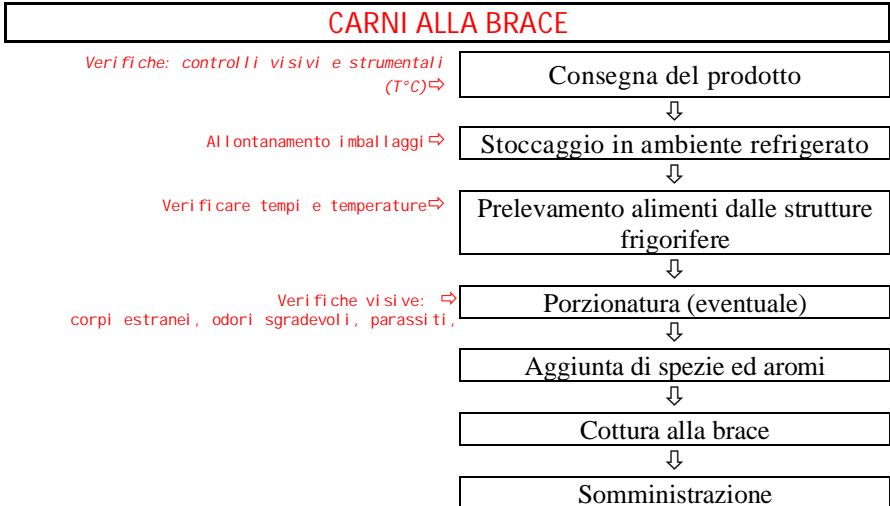 CARNI ALLA BRACE
Verifiche: controlli visivi e strumentali
(T°C)⇨
Consegna del prodotto
⇩
Allontanamento imballaggi⇨
Stoccaggio in ambiente refrigerato
⇩
Verificare tempi e temperature⇨
Prelevamento alimenti dalle strutture
frigorifere
⇩
Verifiche visive: ⇨
corpi estranei, odori sgradevoli, parassiti,
Porzionatura (eventuale)
⇩
Aggiunta di spezie ed aromi
⇩
Cottura alla brace
⇩
Somministrazione